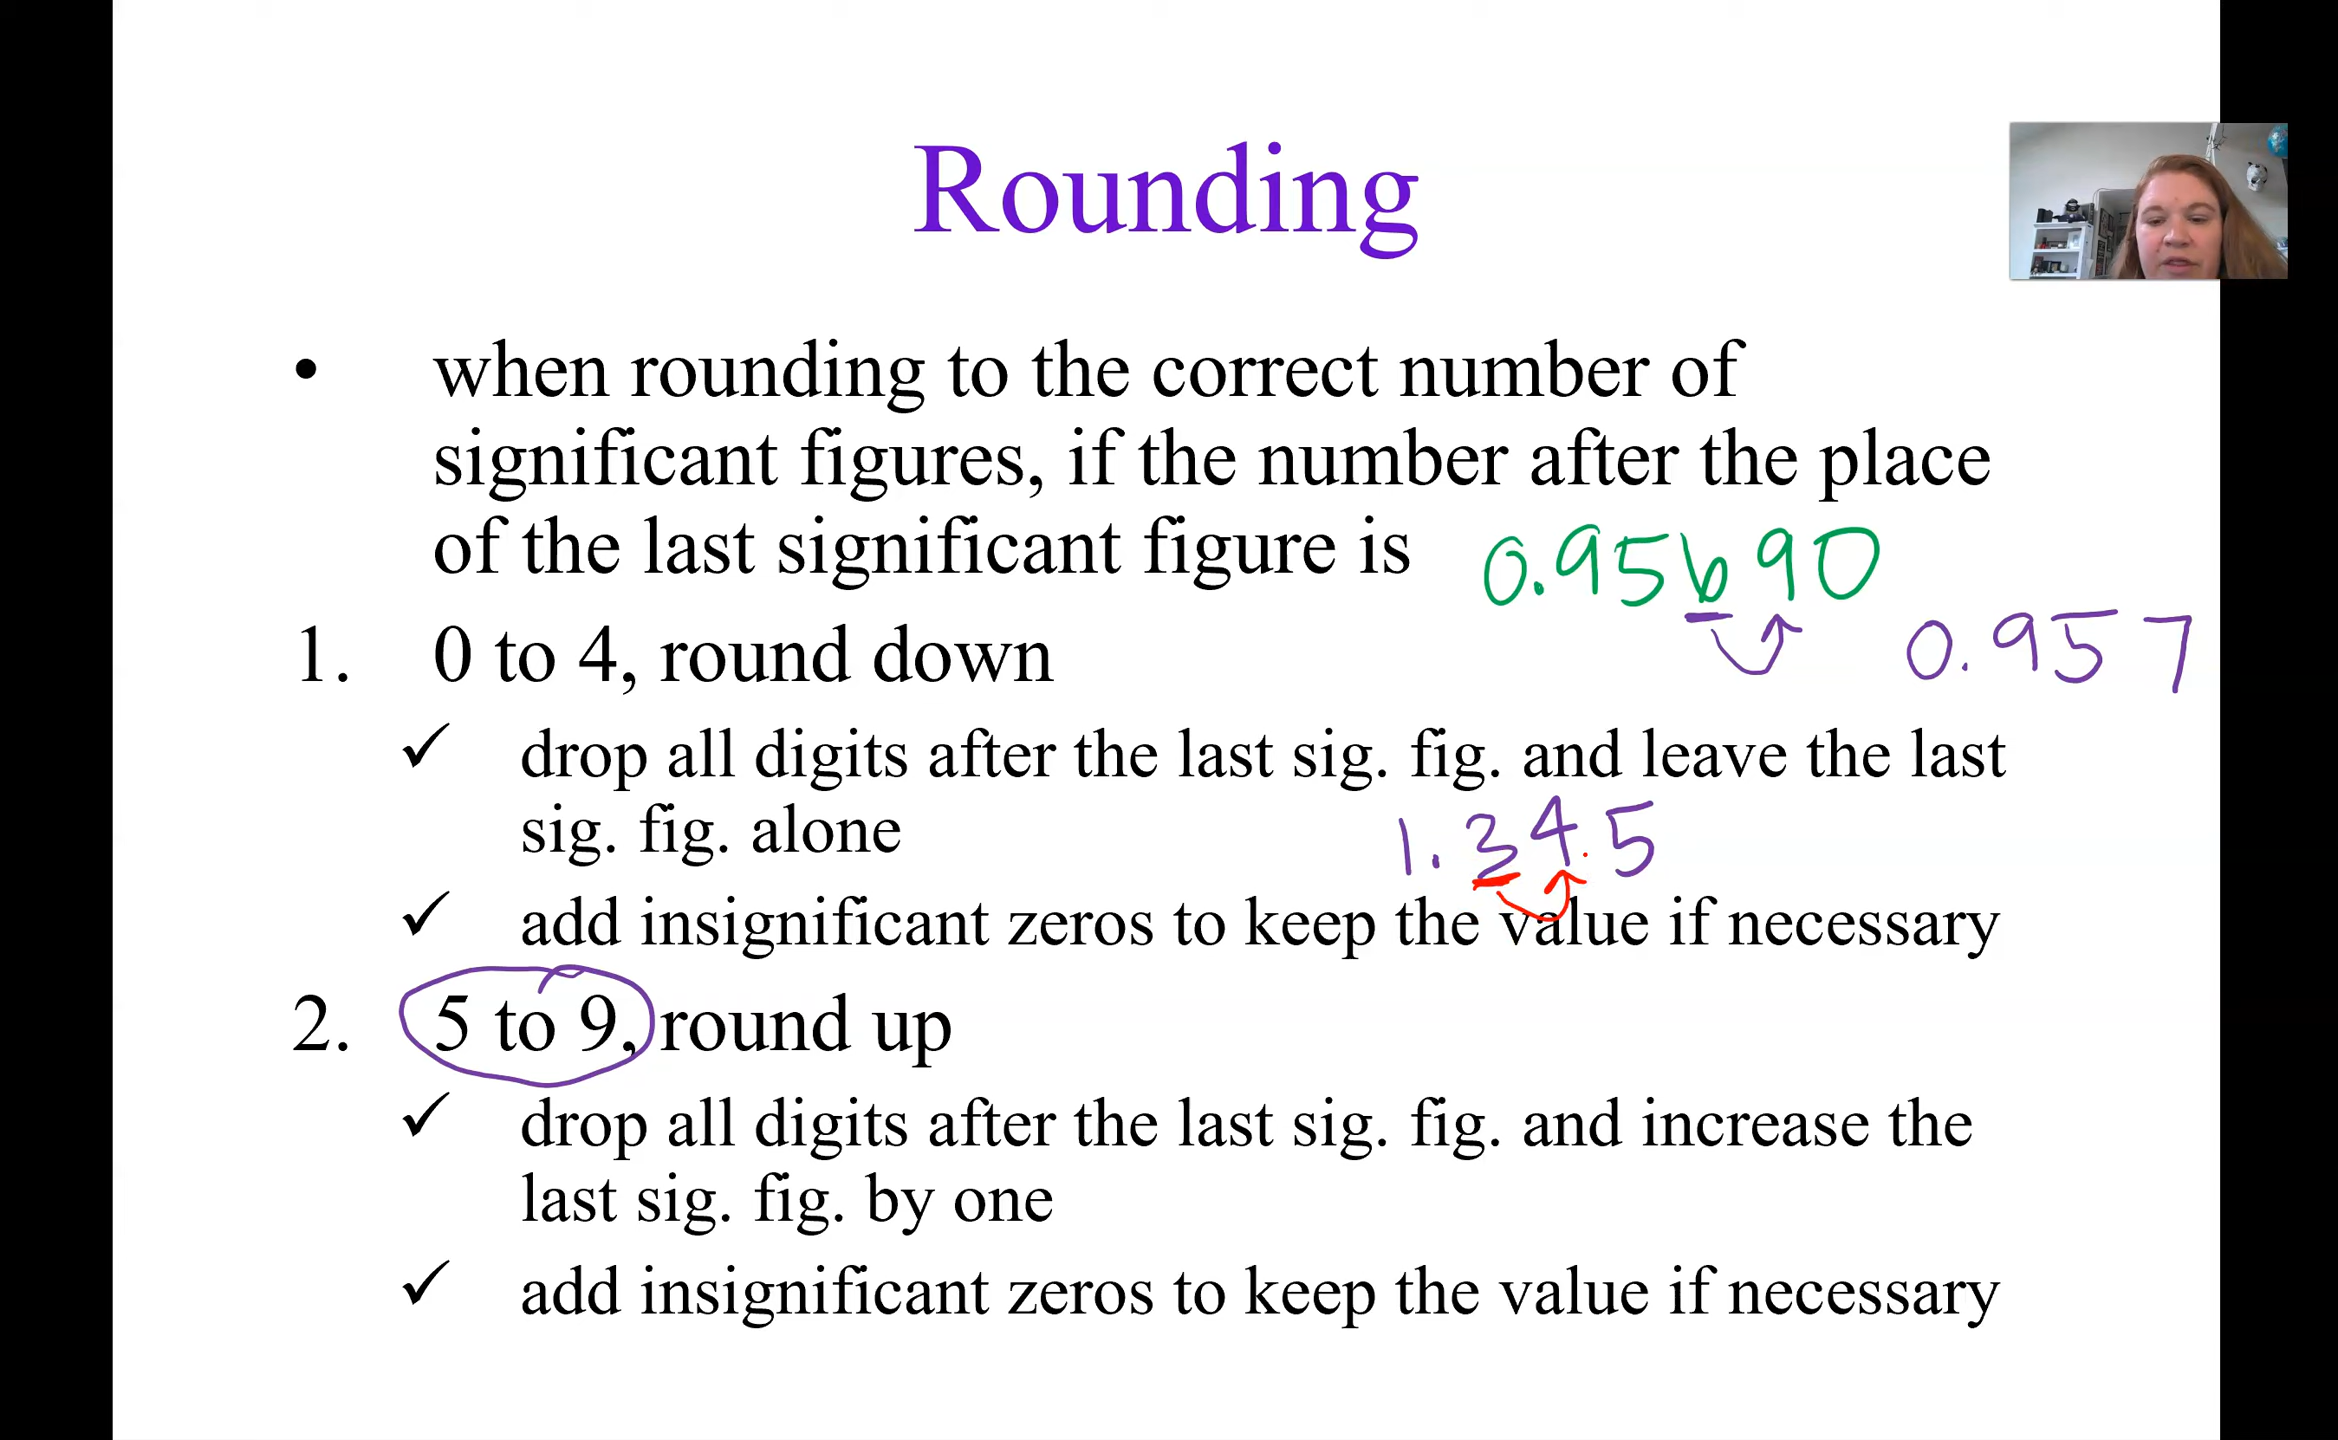 Rounding
• when rounding to the correct number of
significant figures, if the number after the place
of the last significant figure is 0.95690
0.957
1. 0 to 4, round down
✓ drop all digits after the last sig. fig. and leave the last
sig. fig. alone 1.345
✓ add insignificant zeros to keep the value if necessary
2. 5 to 9, round up
✓ drop all digits after the last sig. fig. and increase the
last sig. fig. by one
✓ add insignificant zeros to keep the value if necessary